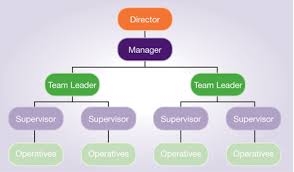 Director
Manager
Team Leader Team Leader
Supervisor Supervisor Supervisor Supervisor
Operatives Operatives Operatives Operatives